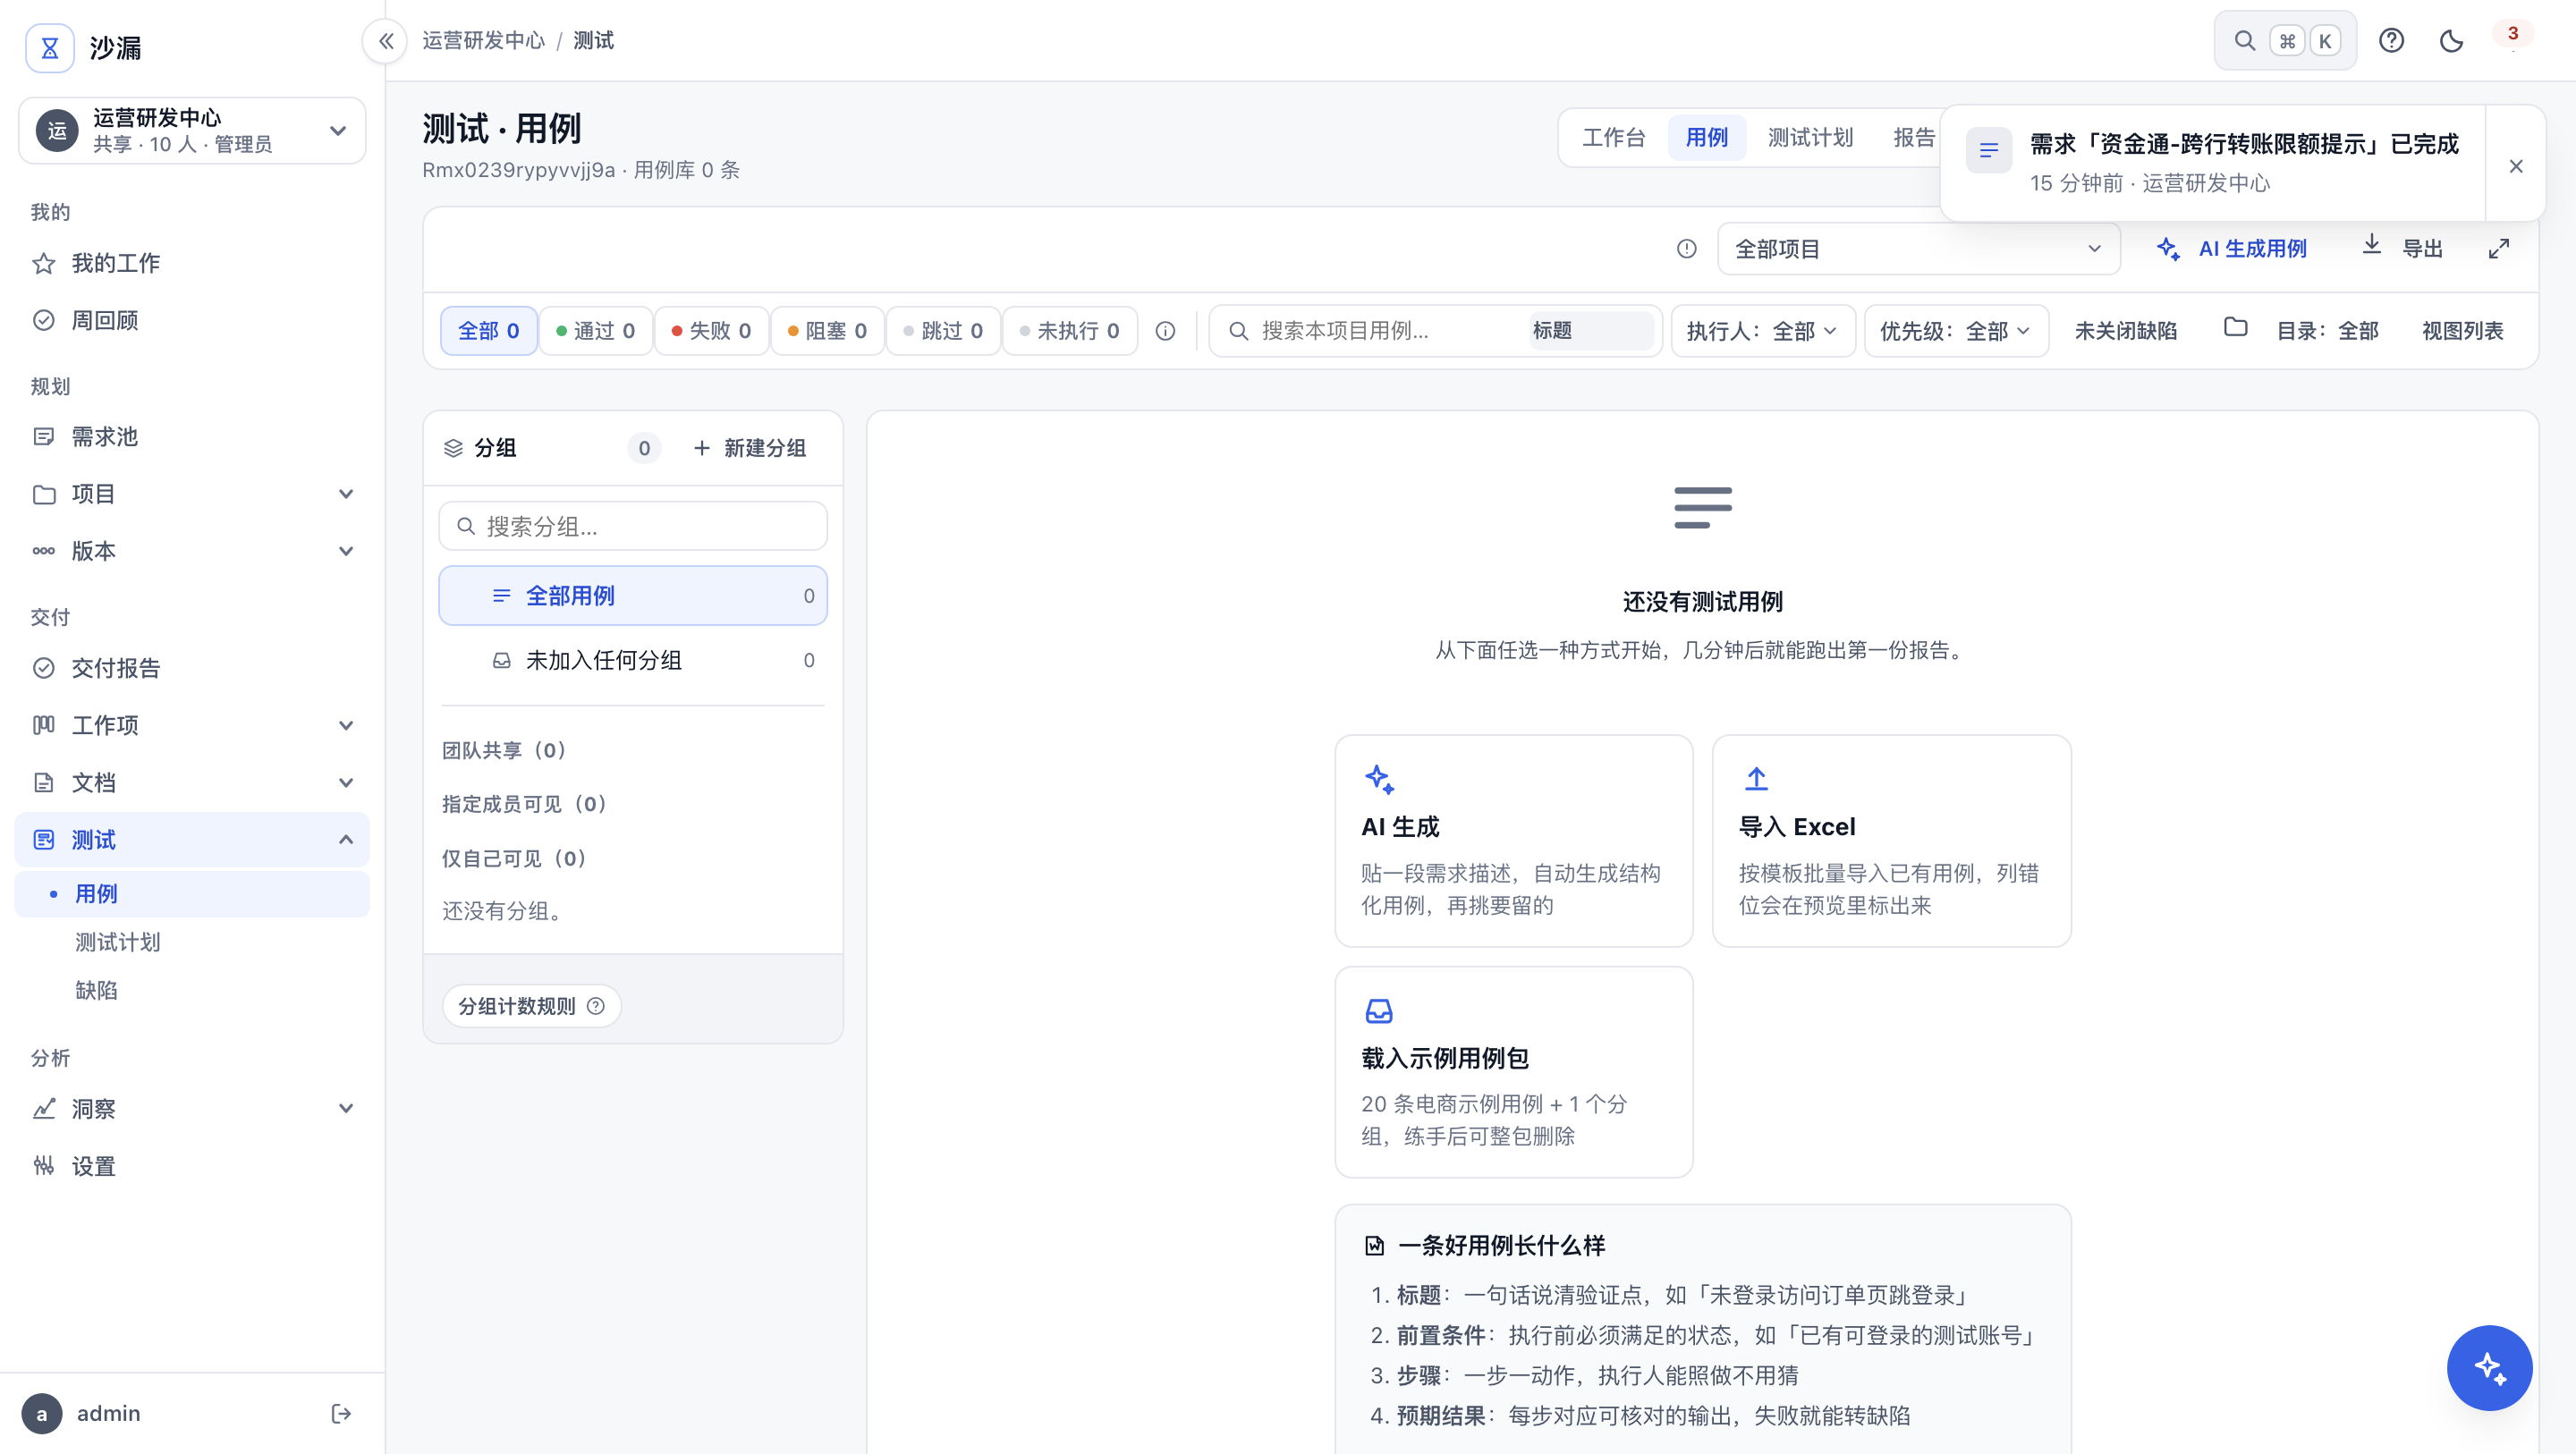 沙漏
运
运营研发中心
共享 · 10 人 · 管理员
我的
我的工作
周回顾
规划
需求池
项目
版本
交付
交付报告
工作项
文档
测试
用例
测试计划
缺陷
分析
洞察
设置
a
admin
运营研发中心 / 测试
⌘ K
3
测试 · 用例
Rmx0239rypyvvjj9a · 用例库 0 条
工作台
用例
测试计划
报告
需求「资金通-跨行转账限额提示」已完成
15 分钟前 · 运营研发中心
全部项目
AI 生成用例
导出
全部 0
通过 0
失败 0
阻塞 0
跳过 0
未执行 0
搜索本项目用例...
标题
执行人：全部
优先级：全部
未关闭缺陷
目录：全部
视图列表
分组
0
新建分组
搜索分组...
全部用例 0
未加入任何分组 0
团队共享（0）
指定成员可见（0）
仅自己可见（0）
还没有分组。
分组计数规则
还没有测试用例
从下面任选一种方式开始，几分钟后就能跑出第一份报告。
AI 生成
贴一段需求描述，自动生成结构
化用例，再挑要留的
导入 Excel
按模板批量导入已有用例，列错
位会在预览里标出来
载入示例用例包
20 条电商示例用例 + 1 个分
组，练手后可整包删除
一条好用例长什么样
1. 标题：一句话说清验证点，如「未登录访问订单页跳登录」
2. 前置条件：执行前必须满足的状态，如「已有可登录的测试账号」
3. 步骤：一步一动作，执行人能照做不用猜
4. 预期结果：每步对应可核对的输出，失败就能转缺陷